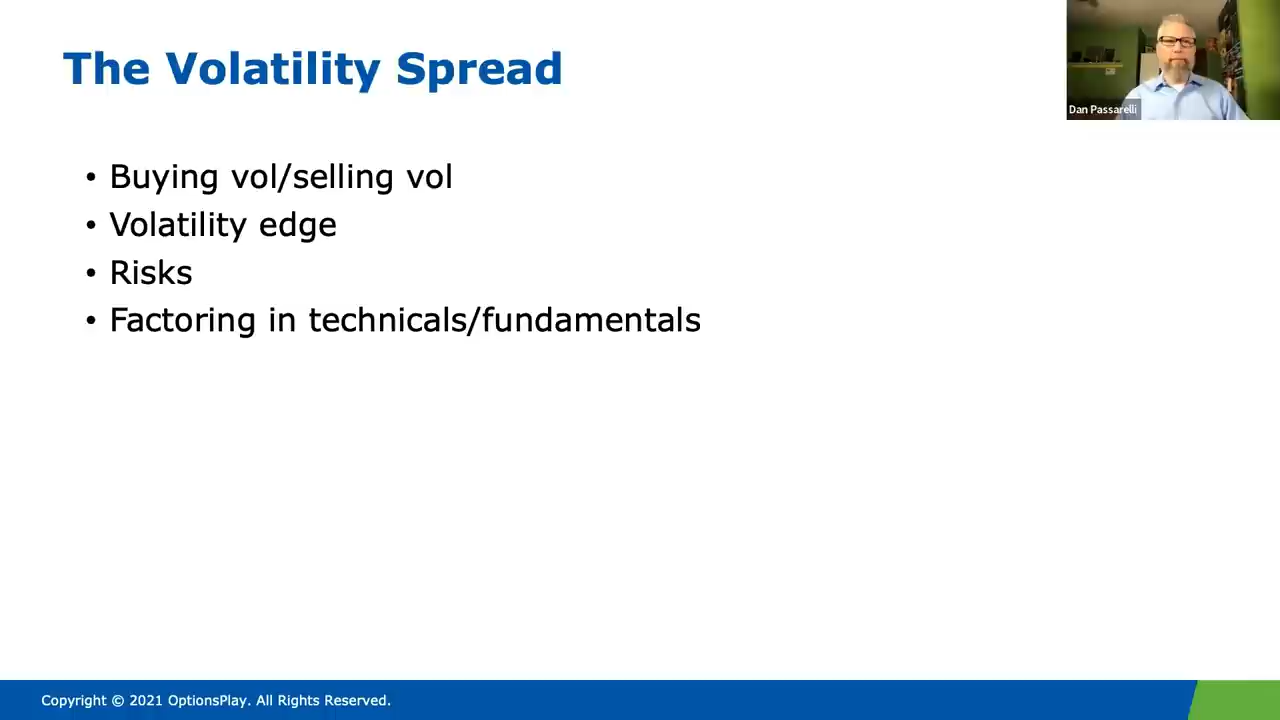 The Volatility Spread
Dan Passarelli
• Buying vol/selling vol
• Volatility edge
• Risks
• Factoring in technicals/fundamentals
Copyright © 2021 OptionsPlay. All Rights Reserved.